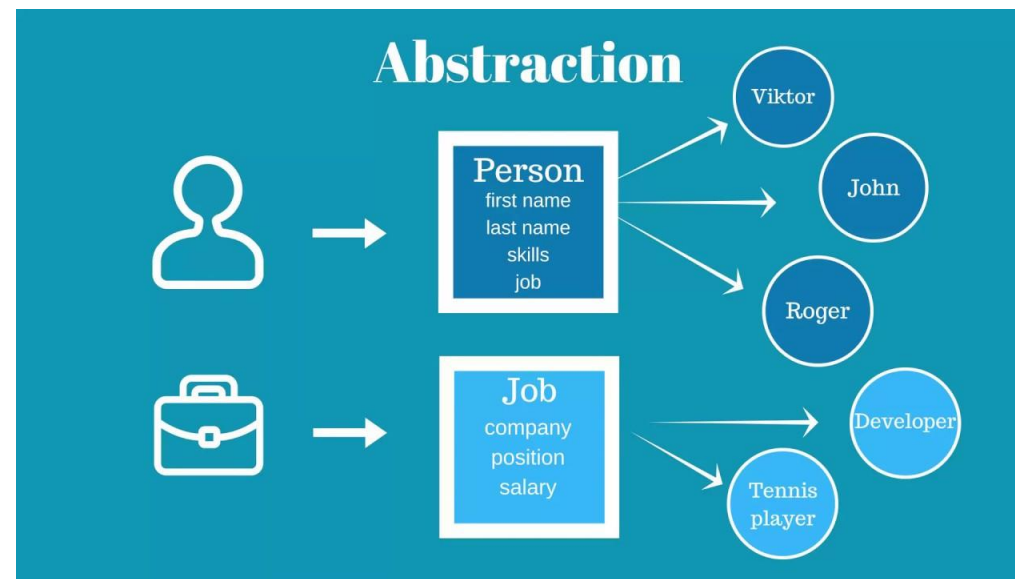 Abstraction
Person
first name
last name
skills
job
Viktor
John
Roger
Job
company
position
salary
Developer
Tennis
player